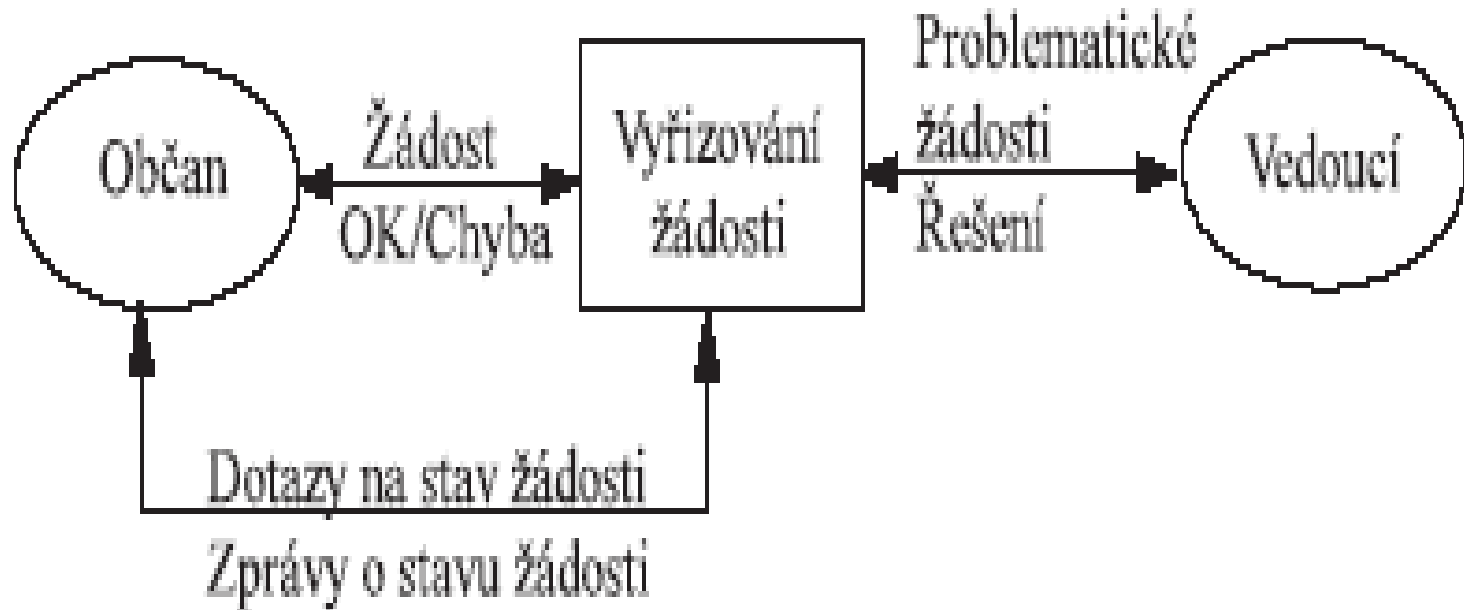 Občan
Žádost
OK/Chyba
Vyřizování
žádosti
Problematické
žádosti
Řešení
Vedoucí
Dotazy na stav žádosti
Zprávy o stavu žádosti